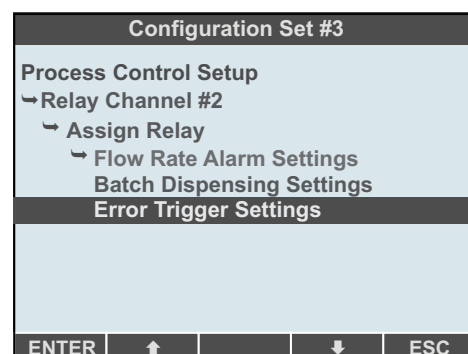 Configuration Set #3
Process Control Setup
➥Relay Channel #2
➥ Assign Relay
➥ Flow Rate Alarm Settings
Batch Dispensing Settings
Error Trigger Settings
ENTER ⬆ ⬇ ESC